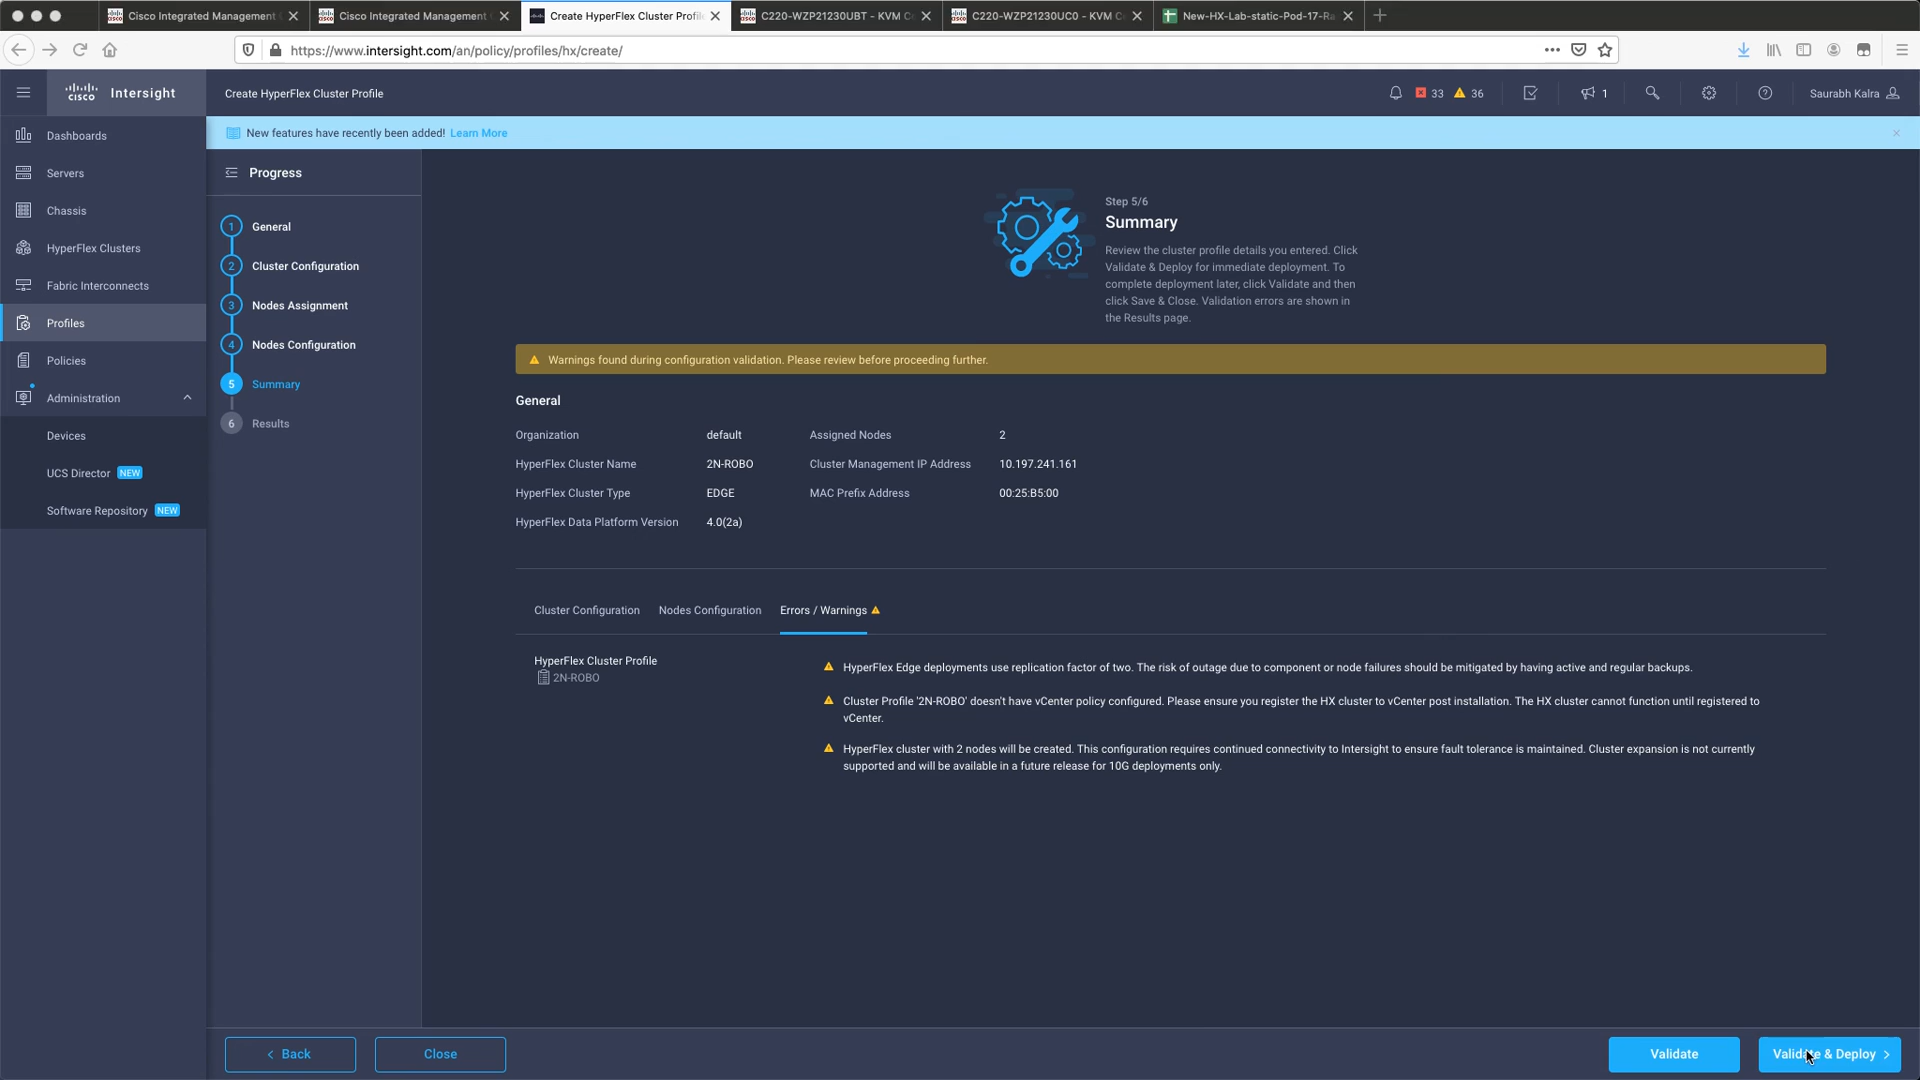 Cisco Integrated Management
Cisco Integrated Management
Create HyperFlex Cluster Profil
C220-WZP21230UBT - KVM C
C220-WZP21230UC0 - KVM C
New-HX-Lab-static-Pod-17-Ra
https://www.intersight.com/an/policy/profiles/hx/create/
cisco Intersight
Create HyperFlex Cluster Profile
33
36
1
Saurabh Kalra
New features have recently been added! Learn More
Dashboards
Servers
Chassis
HyperFlex Clusters
Fabric Interconnects
Profiles
Policies
Administration
Devices
UCS Director NEW
Software Repository NEW
Progress
1 General
2 Cluster Configuration
3 Nodes Assignment
4 Nodes Configuration
5 Summary
6 Results
Step 5/6
Summary
Review the cluster profile details you entered. Click
Validate & Deploy for immediate deployment. To
complete deployment later, click Validate and then
click Save & Close. Validation errors are shown in
the Results page.
Warnings found during configuration validation. Please review before proceeding further.
General
Organization default Assigned Nodes 2
HyperFlex Cluster Name 2N-ROBO Cluster Management IP Address 10.197.241.161
HyperFlex Cluster Type EDGE MAC Prefix Address 00:25:B5:00
HyperFlex Data Platform Version 4.0(2a)
Cluster Configuration Nodes Configuration Errors / Warnings
HyperFlex Cluster Profile
2N-ROBO
HyperFlex Edge deployments use replication factor of two. The risk of outage due to component or node failures should be mitigated by having active and regular backups.
Cluster Profile '2N-ROBO' doesn't have vCenter policy configured. Please ensure you register the HX cluster to vCenter post installation. The HX cluster cannot function until registered to
vCenter.
HyperFlex cluster with 2 nodes will be created. This configuration requires continued connectivity to Intersight to ensure fault tolerance is maintained. Cluster expansion is not currently
supported and will be available in a future release for 10G deployments only.
< Back
Close
Validate
Validate & Deploy >